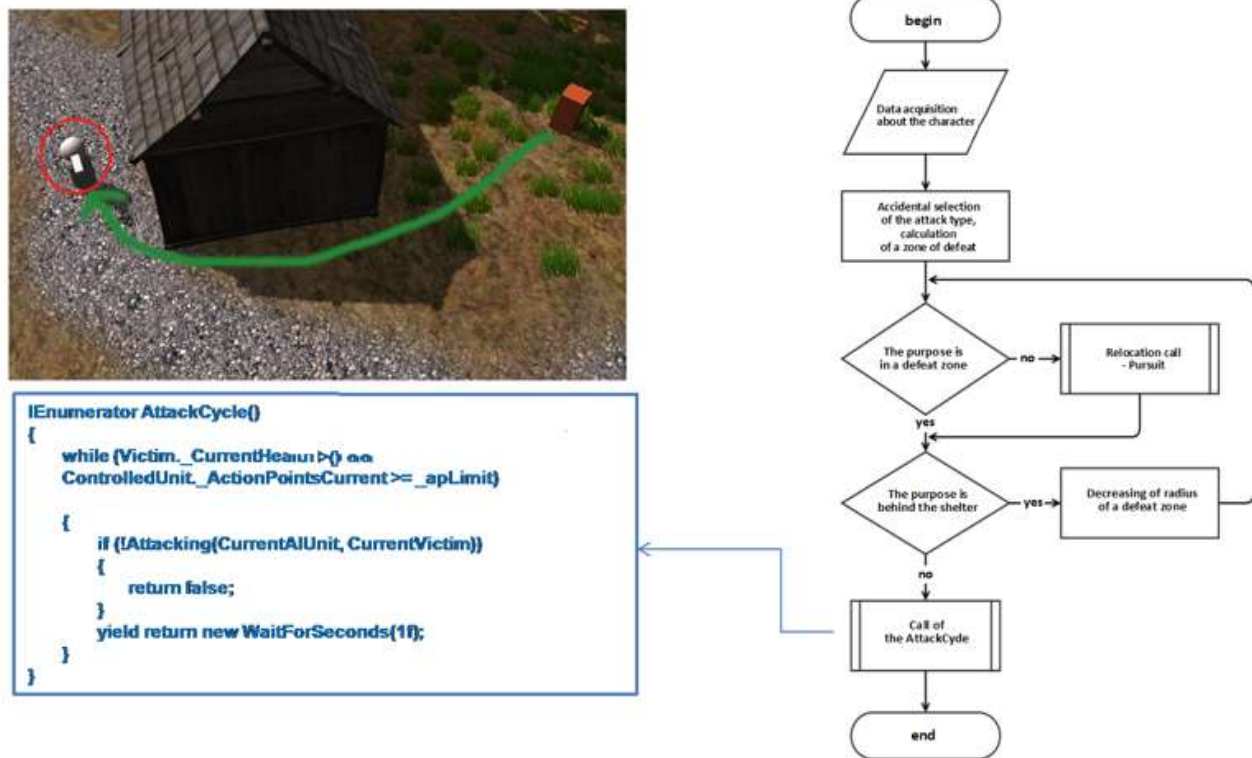 IEnumerator AttackCycle()
{
while (Victim._CurrentHealth >0 &&
ControlledUnit._ActionPointsCurrent >= _apLimit)
{
if (!Attacking(CurrentAIUnit, CurrentVictim))
{
return false;
}
yield return new WaitForSeconds(1f);
}
}
begin
Data acquisition
about the character
Accidental selection
of the attack type,
calculation
of a zone of defeat
The purpose is
in a defeat zone
no
Relocation call
- Pursuit
yes
The purpose is
behind the shelter
yes
Decreasing of radius
of a defeat zone
no
Call of
the AttackCycle
end